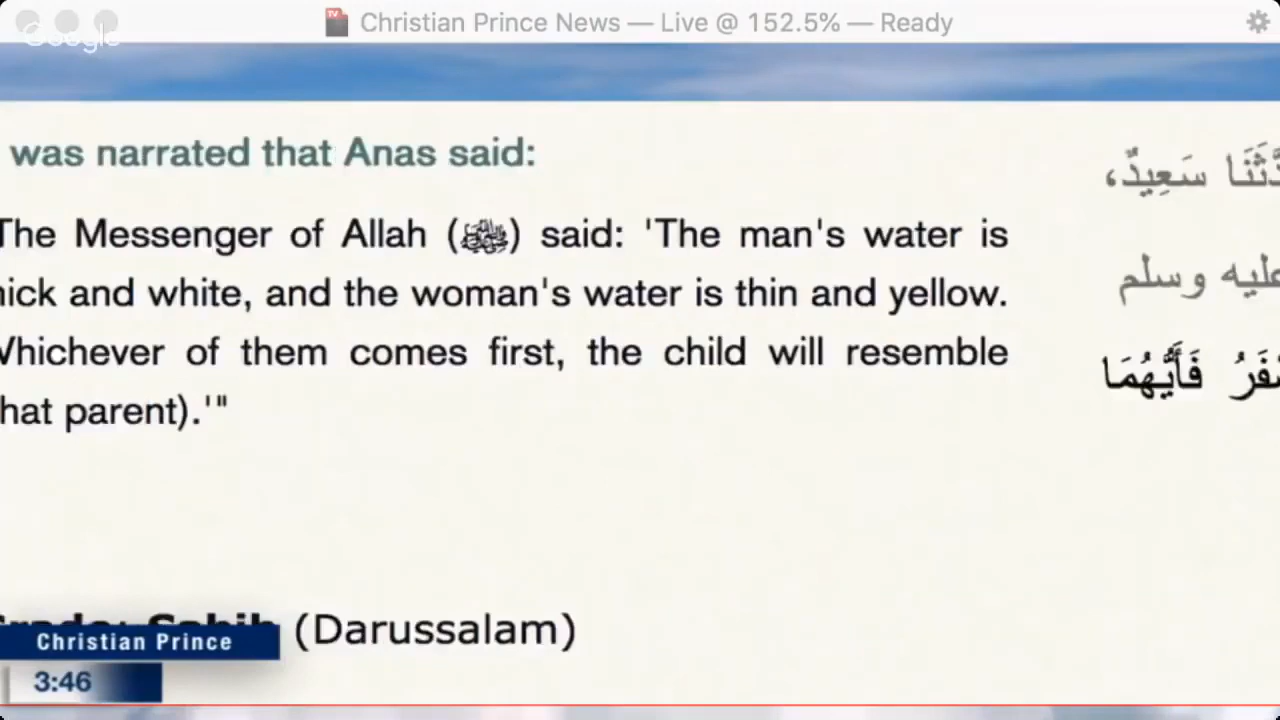 Google
Christian Prince News — Live @ 152.5% — Ready
was narrated that Anas said:
The Messenger of Allah (ﷺ) said: 'The man's water is
hick and white, and the woman's water is thin and yellow.
Whichever of them comes first, the child will resemble
hat parent).'"
سَعِيدٌ،
عليه وسلم
فَأَيُّهُمَا
(Darussalam)
Christian Prince
3:46